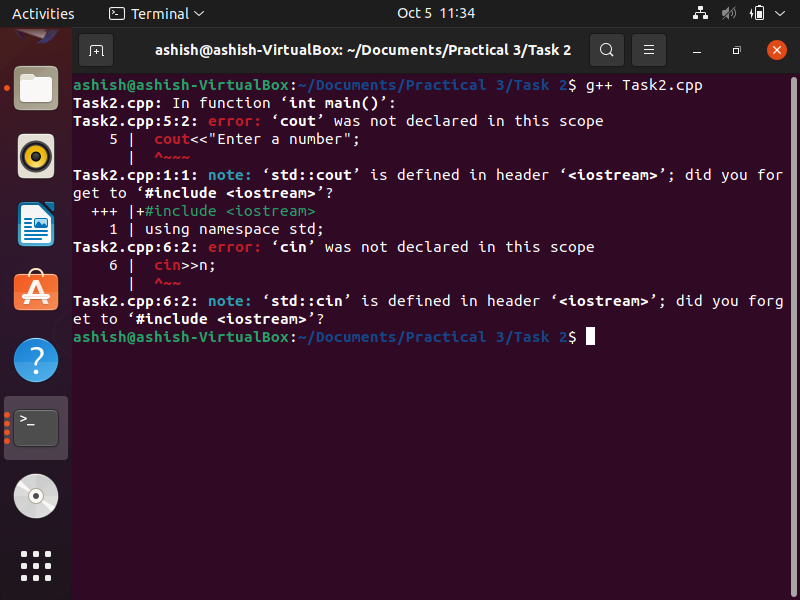 Activities Terminal Oct 5 11:34
ashish@ashish-VirtualBox: ~/Documents/Practical 3/Task 2
ashish@ashish-VirtualBox:~/Documents/Practical 3/Task 2$ g++ Task2.cpp
Task2.cpp: In function ‘int main()’:
Task2.cpp:5:2: error: ‘cout’ was not declared in this scope
    5 |  cout<<"Enter a number";
      |  ^~~~
Task2.cpp:1:1: note: ‘std::cout’ is defined in header ‘<iostream>’; did you for
get to ‘#include <iostream>’?
  +++ |+#include <iostream>
    1 | using namespace std;
Task2.cpp:6:2: error: ‘cin’ was not declared in this scope
    6 |  cin>>n;
      |  ^~~
Task2.cpp:6:2: note: ‘std::cin’ is defined in header ‘<iostream>’; did you forg
et to ‘#include <iostream>’?
ashish@ashish-VirtualBox:~/Documents/Practical 3/Task 2$